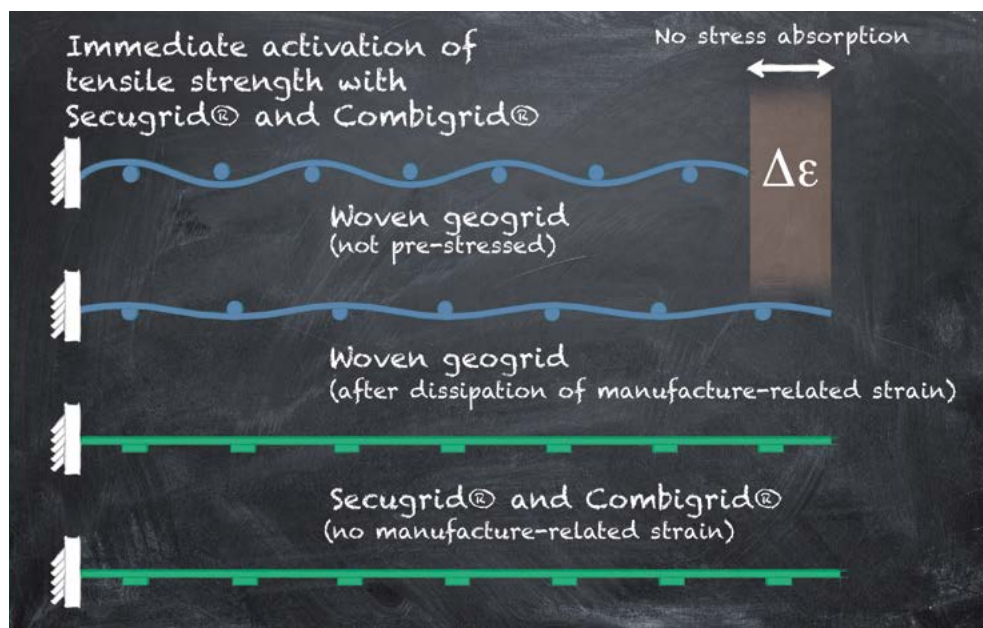 Immediate activation of
tensile strength with
Secugrid® and Combigrid®
No stress absorption
Δε
Woven geogrid
(not pre-stressed)
Woven geogrid
(after dissipation of manufacture-related strain)
Secugrid® and Combigrid®
(no manufacture-related strain)